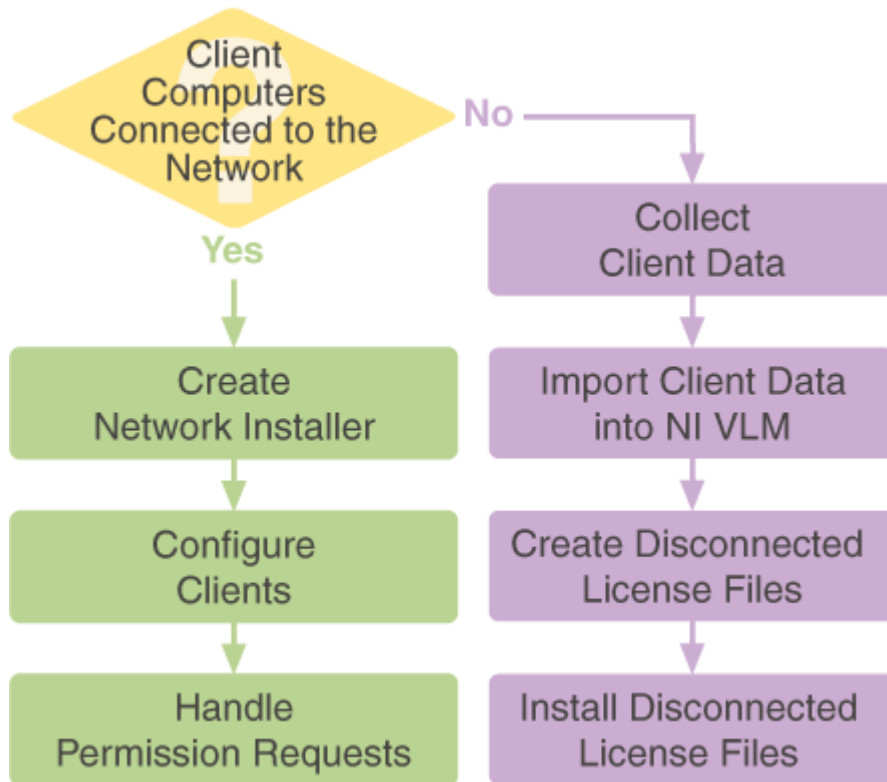 Client
Computers
Connected to the
Network
?
No
Yes
Collect
Client Data
Create
Network Installer
Import Client Data
into NI VLM
Configure
Clients
Create Disconnected
License Files
Handle
Permission Requests
Install Disconnected
License Files